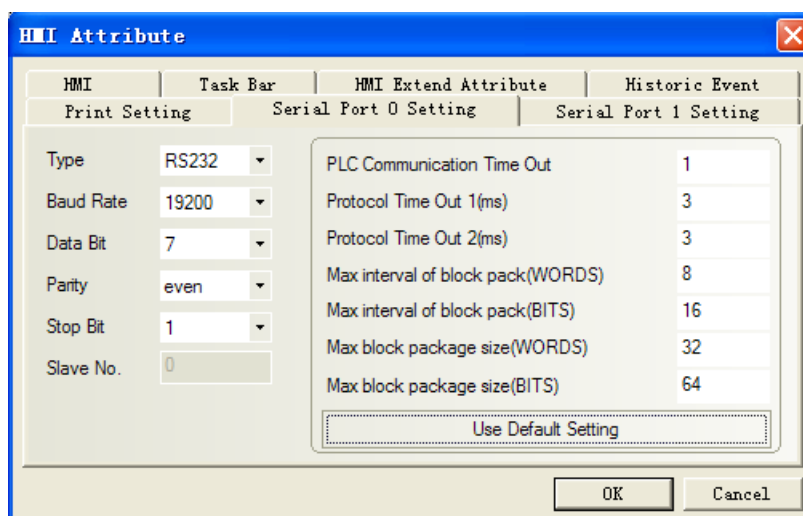 HMI Attribute
HMI Task Bar HMI Extend Attribute Historic Event
Print Setting Serial Port 0 Setting Serial Port 1 Setting
Type RS232
Baud Rate 19200
Data Bit 7
Parity even
Stop Bit 1
Slave No. 0
PLC Communication Time Out 1
Protocol Time Out 1(ms) 3
Protocol Time Out 2(ms) 3
Max interval of block pack(WORDS) 8
Max interval of block pack(BITS) 16
Max block package size(WORDS) 32
Max block package size(BITS) 64
Use Default Setting
OK Cancel